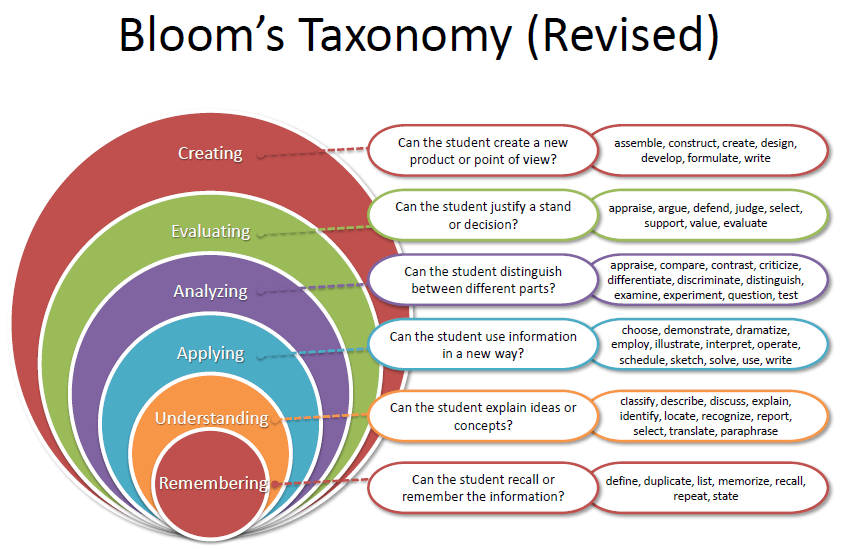 Bloom’s Taxonomy (Revised)
Creating
Can the student create a new
product or point of view?
assemble, construct, create, design,
develop, formulate, write
Evaluating
Can the student justify a stand
or decision?
appraise, argue, defend, judge, select,
support, value, evaluate
Analyzing
Can the student distinguish
between different parts?
appraise, compare, contrast, criticize,
differentiate, discriminate, distinguish,
examine, experiment, question, test
Applying
Can the student use information
in a new way?
choose, demonstrate, dramatize,
employ, illustrate, interpret, operate,
schedule, sketch, solve, use, write
Understanding
Can the student explain ideas or
concepts?
classify, describe, discuss, explain,
identify, locate, recognize, report,
select, translate, paraphrase
Remembering
Can the student recall or
remember the information?
define, duplicate, list, memorize, recall,
repeat, state